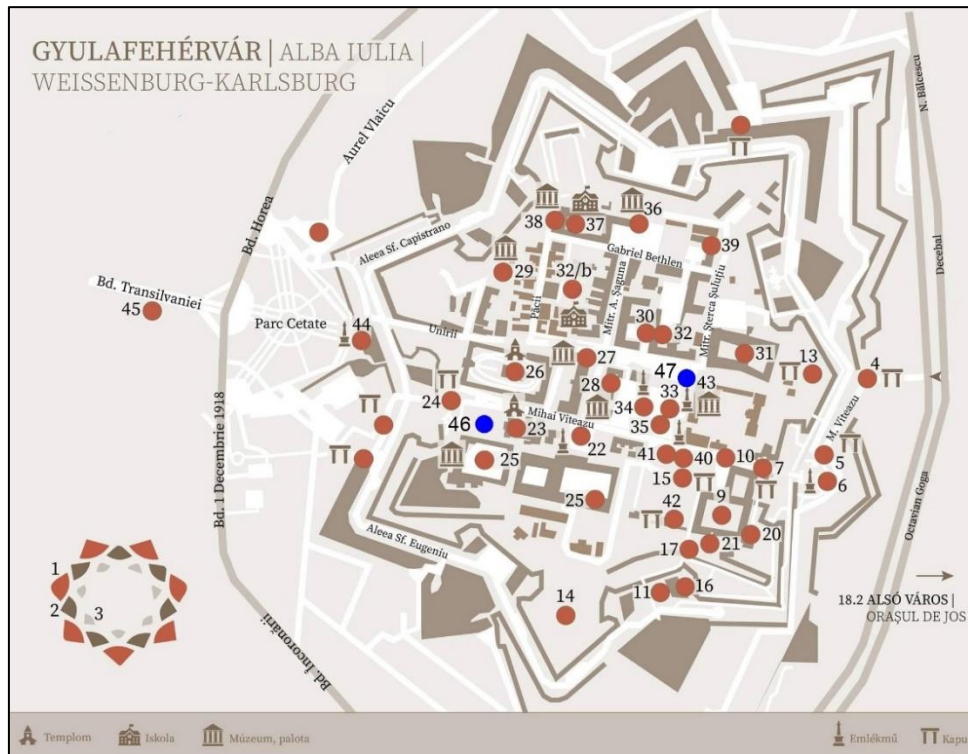 GYULAFEHÉRVÁR | ALBA IULIA |
WEISSENBURG-KARLSBURG
N. Bălcescu
Aurel Vlaicu
Bd. Horea
Aleea Sf. Capistrano
38
37
36
Gabriel Bethlen
39
Decebal
29
32/b
Bd. Transilvaniei
45
Parc Cetate
44
Unirii
Păcii
Mitr. A. Șaguna
30
32
Mitr. Sterca Șuluțiu
31
13
4
26
27
28
47
43
24
46
23
Mihai Viteazu
22
34
33
35
M. Viteazu
25
41
40
10
7
5
6
15
25
42
9
Bd. 1 Decembrie 1918
Aleea Sf. Eugeniu
17
21
20
Octavian Goga
1
2
3
14
11
16
18.2 ALSÓ VÁROS |
ORAȘUL DE JOS
Bd. Încoronării
Templom
Iskola
Múzeum, palota
Emlékmű
Kapu